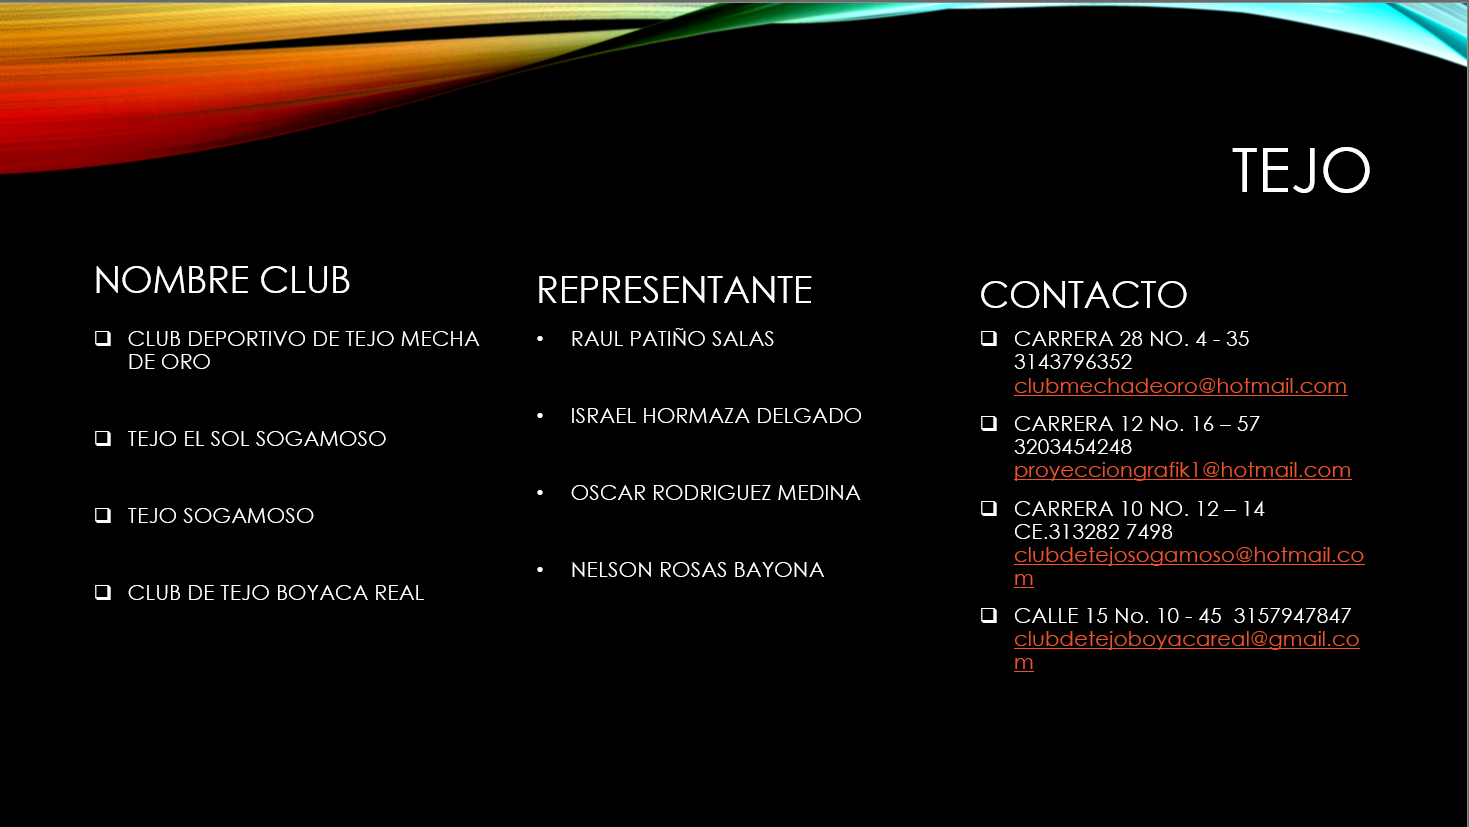 TEJO
NOMBRE CLUB
CLUB DEPORTIVO DE TEJO MECHA
DE ORO
TEJO EL SOL SOGAMOSO
TEJO SOGAMOSO
CLUB DE TEJO BOYACA REAL
REPRESENTANTE
RAUL PATIÑO SALAS
ISRAEL HORMAZA DELGADO
OSCAR RODRIGUEZ MEDINA
NELSON ROSAS BAYONA
CONTACTO
CARRERA 28 NO. 4 - 35
3143796352
clubmechadeoro@hotmail.com
CARRERA 12 No. 16 – 57
3203454248
proyecciongrafik1@hotmail.com
CARRERA 10 NO. 12 – 14
CE.313282 7498
clubdetejosogamoso@hotmail.co
m
CALLE 15 No. 10 - 45  3157947847
clubdetejoboyacareal@gmail.co
m